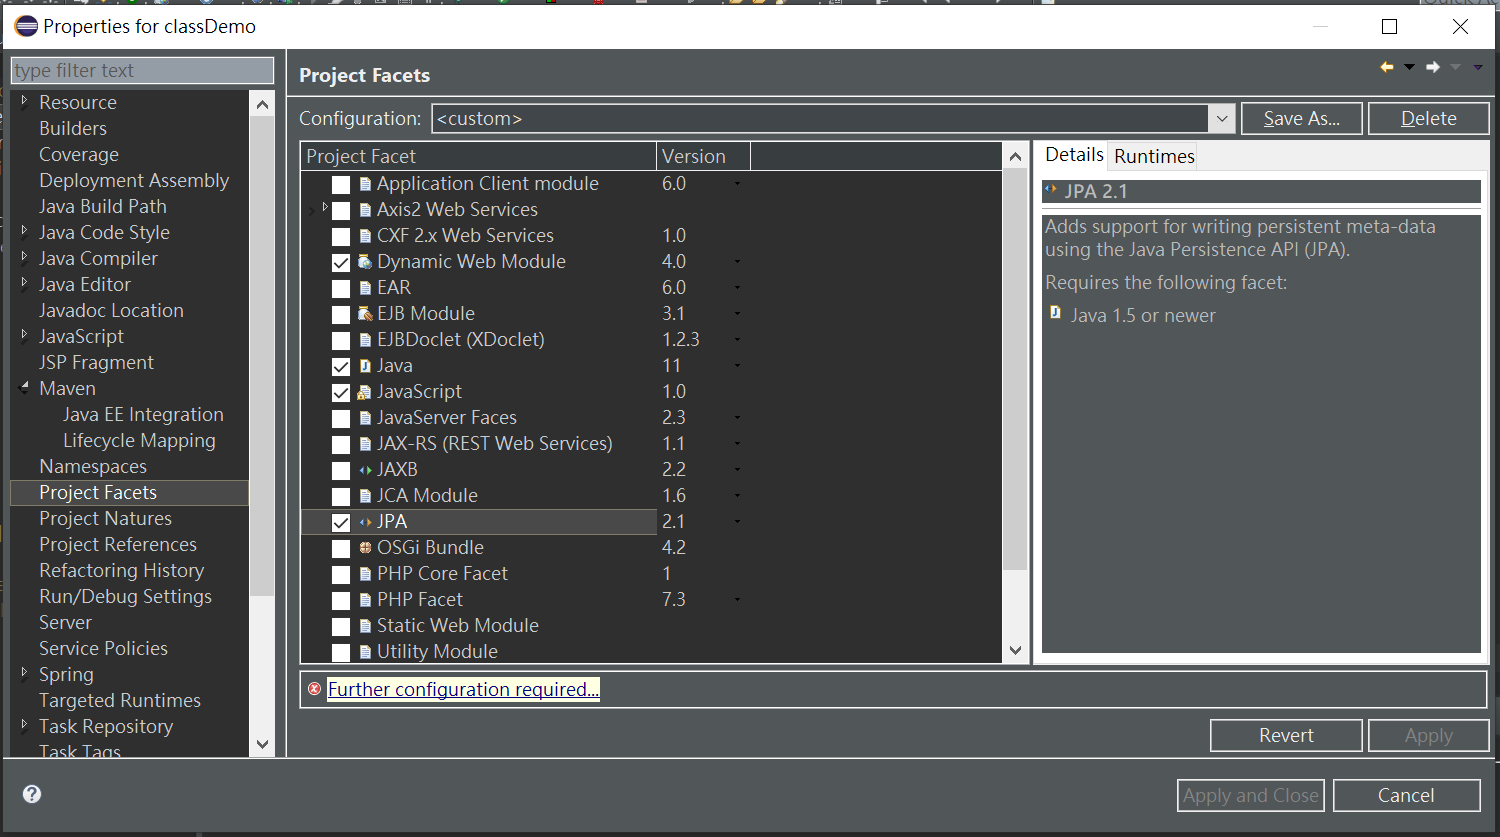 Properties for classDemo
type filter text
Resource
Builders
Coverage
Deployment Assembly
Java Build Path
Java Code Style
Java Compiler
Java Editor
Javadoc Location
JavaScript
JSP Fragment
Maven
Java EE Integration
Lifecycle Mapping
Namespaces
Project Facets
Project Natures
Project References
Refactoring History
Run/Debug Settings
Server
Service Policies
Spring
Targeted Runtimes
Task Repository
Task Tags
Project Facets
Configuration: <custom> Save As... Delete
Project Facet Version
Application Client module 6.0
Axis2 Web Services
CXF 2.x Web Services 1.0
Dynamic Web Module 4.0
EAR 6.0
EJB Module 3.1
EJBDoclet (XDoclet) 1.2.3
Java 11
JavaScript 1.0
JavaServer Faces 2.3
JAX-RS (REST Web Services) 1.1
JAXB 2.2
JCA Module 1.6
JPA 2.1
OSGi Bundle 4.2
PHP Core Facet 1
PHP Facet 7.3
Static Web Module
Utility Module
Details Runtimes
JPA 2.1
Adds support for writing persistent meta-data
using the Java Persistence API (JPA).
Requires the following facet:
Java 1.5 or newer
Further configuration required...
Revert Apply
Apply and Close Cancel